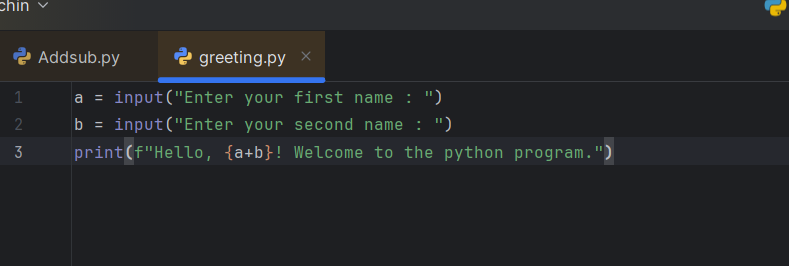 chin
Addsub.py greeting.py
1 a = input("Enter your first name : ")
2 b = input("Enter your second name : ")
3 print(f"Hello, {a+b}! Welcome to the python program.")